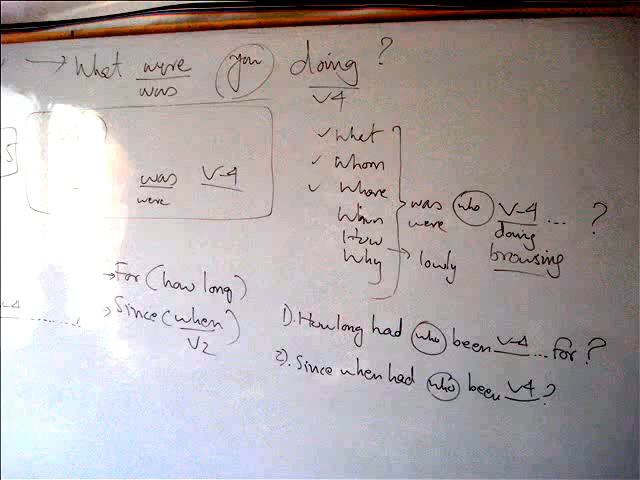 → What were (you) doing ?
was V4
S
was V-4
were
✓ What
✓ Whom
✓ Where
When
How → lowly
Why
was (who) V-4 ... ?
were doing
browsing
→ For (how long)
→ Since (when)
V2
1). How long had (who) been V-4 ... for ?
2). Since when had (who) been V4 ?